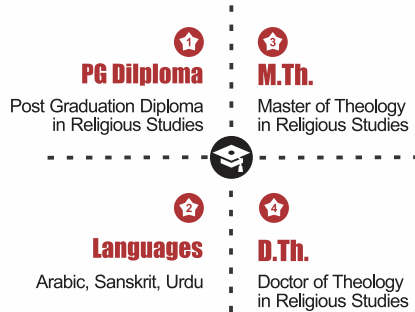 1
PG Dilploma
Post Graduation Diploma
in Religious Studies
2
Languages
Arabic, Sanskrit, Urdu
3
M.Th.
Master of Theology
in Religious Studies
4
D.Th.
Doctor of Theology
in Religious Studies